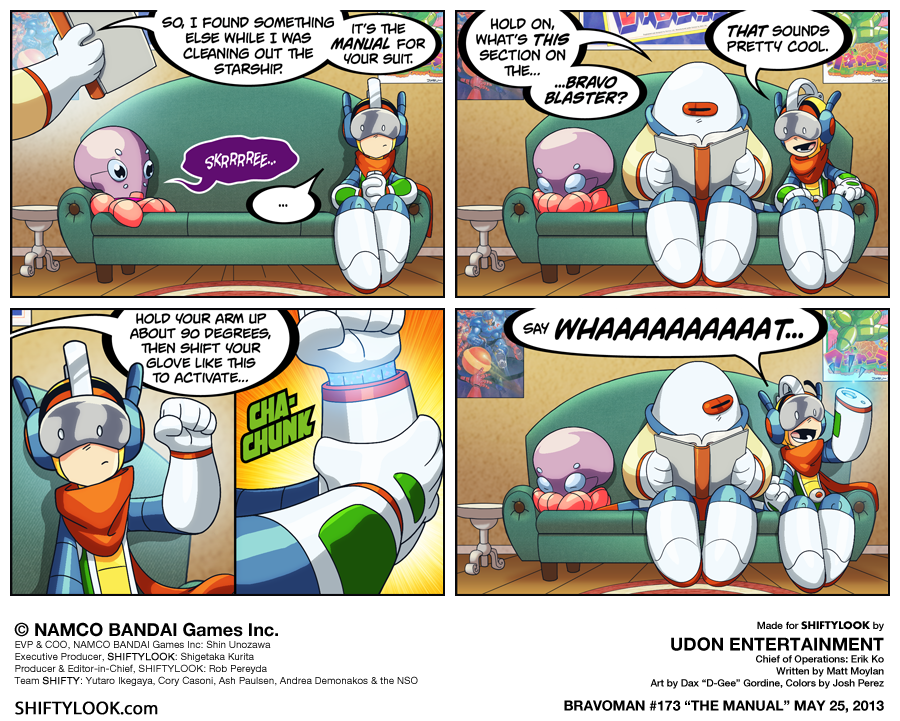 SO, I FOUND SOMETHING
ELSE WHILE I WAS
CLEANING OUT THE
STARSHIP.
IT'S THE
MANUAL FOR
YOUR SUIT.
SKRRRREE...
...
HOLD ON,
WHAT'S THIS
SECTION ON
THE...
...BRAVO
BLASTER?
THAT SOUNDS
PRETTY COOL.
HOLD YOUR ARM UP
ABOUT 90 DEGREES,
THEN SHIFT YOUR
GLOVE LIKE THIS
TO ACTIVATE...
CHA-
CHUNK
SAY WHAAAAAAAAAAT...
© NAMCO BANDAI Games Inc.
EVP & COO, NAMCO BANDAI Games Inc: Shin Unozawa
Executive Producer, SHIFTYLOOK: Shigetaka Kurita
Producer & Editor-in-Chief, SHIFTYLOOK: Rob Pereyda
Team SHIFTY: Yutaro Ikegaya, Cory Casoni, Ash Paulsen, Andrea Demonakos & the NSO
SHIFTYLOOK.com
Made for SHIFTYLOOK by
UDON ENTERTAINMENT
Chief of Operations: Erik Ko
Written by Matt Moylan
Art by Dax "D-Gee" Gordine, Colors by Josh Perez
BRAVOMAN #173 "THE MANUAL" MAY 25, 2013